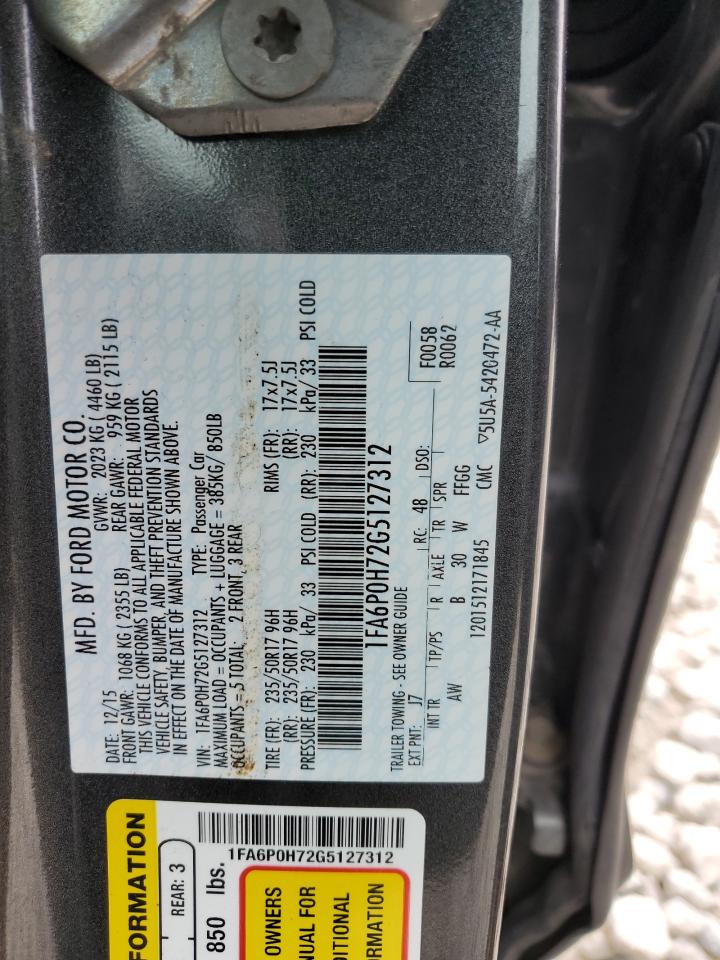 MFD. BY FORD MOTOR CO.
DATE: 12/15 GVWR: 2023 KG ( 4460 LB)
FRONT GAWR: 1068 KG ( 2355 LB) REAR GAWR: 959 KG ( 2115 LB)
THIS VEHICLE CONFORMS TO ALL APPLICABLE FEDERAL MOTOR
VEHICLE SAFETY, BUMPER, AND THEFT PREVENTION STANDARDS
IN EFFECT ON THE DATE OF MANUFACTURE SHOWN ABOVE.
VIN: 1FA6P0H72G5127312 TYPE: Passenger Car
MAXIMUM LOAD = OCCUPANTS + LUGGAGE = 385KG/ 850LB
OCCUPANTS = 5 TOTAL: 2 FRONT, 3 REAR
TIRE (FR): 235/50R17 96H RIMS (FR): 17x7.5J
(RR): 235/50R17 96H (RR): 17x7.5J
PRESSURE (FR): 230 kPa/ 33 PSI COLD (RR): 230 kPa/ 33 PSI COLD
1FA6P0H72G5127312
TRAILER TOWING - SEE OWNER GUIDE
F0058
R0062
EXT PNT: J7 RC: 48 DSO:
INT TR TP/PS R AXLE TR SPR
AW B 30 W FFGG
1201512171845 CMC ▽5U5A-5420472-AA
FORMATION
REAR: 3
850 lbs.
1FA6P0H72G5127312
OWNERS
NUAL FOR
DITIONAL
ORMATION